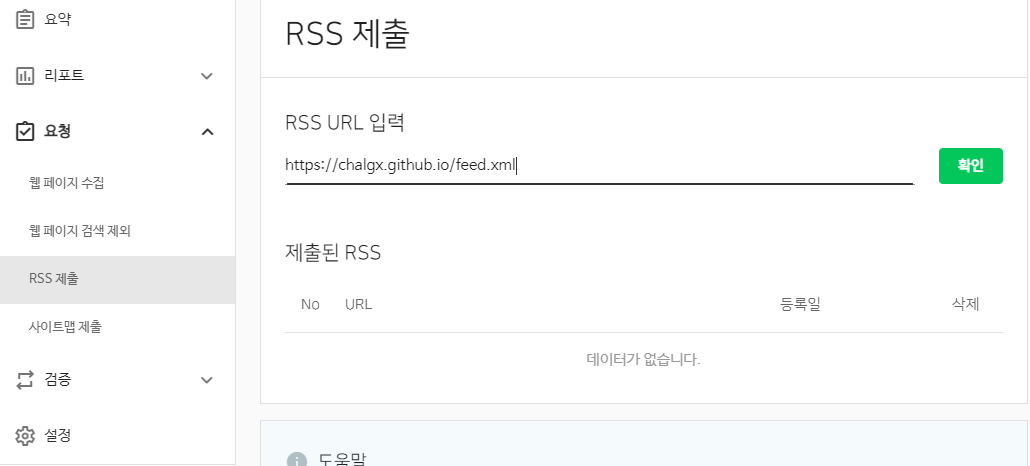 요약
리포트
요청
웹 페이지 수집
웹 페이지 검색 제외
RSS 제출
사이트맵 제출
검증
설정
RSS 제출
RSS URL 입력
https://chalgx.github.io/feed.xml
확인
제출된 RSS
No URL 등록일 삭제
데이터가 없습니다.
도움말